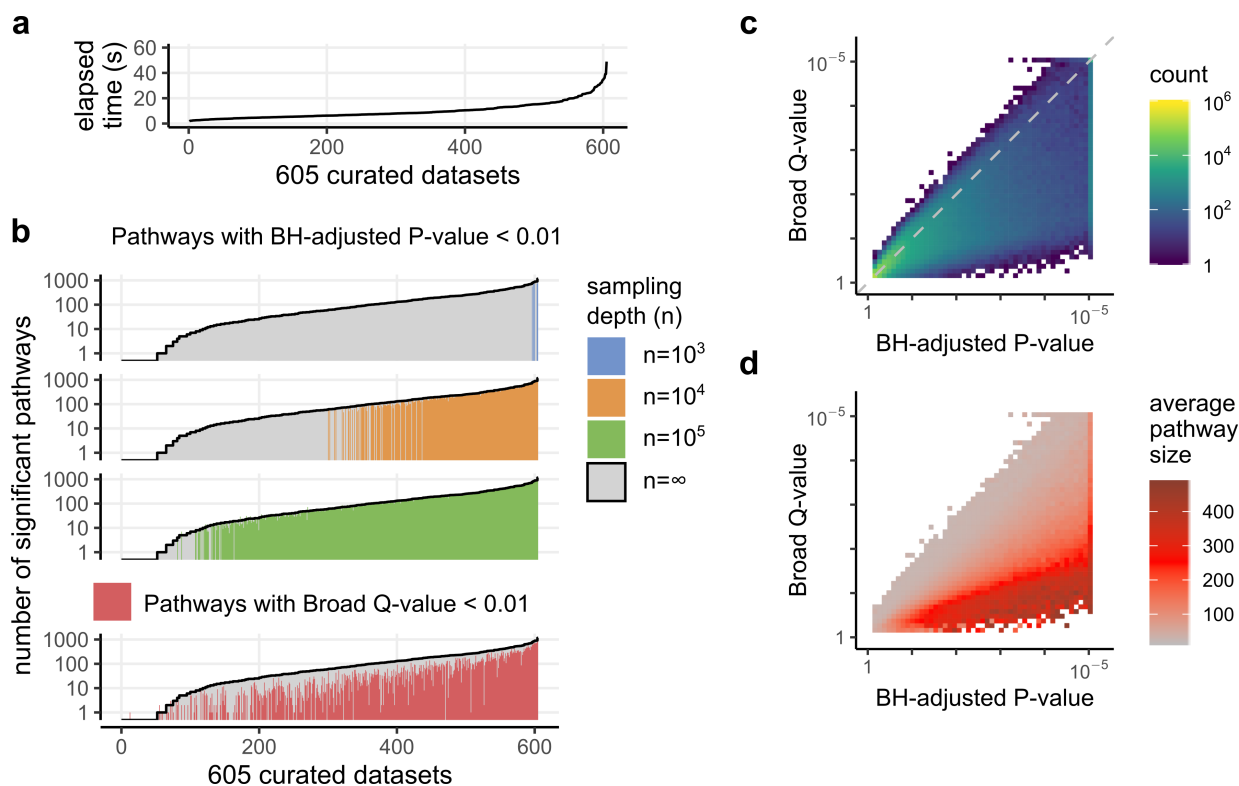 a
elapsed
time (s)
60
40
20
0
0 200 400 600
605 curated datasets
b
Pathways with BH-adjusted P-value < 0.01
number of significant pathways
1000
100
10
1
1000
100
10
1
1000
100
10
1
sampling
depth (n)
n=10³
n=10⁴
n=10⁵
n=∞
Pathways with Broad Q-value < 0.01
1000
100
10
1
0 200 400 600
605 curated datasets
c
Broad Q-value
10⁻⁵
1
1 10⁻⁵
BH-adjusted P-value
count
10⁶
10⁴
10²
1
d
Broad Q-value
10⁻⁵
1
1 10⁻⁵
BH-adjusted P-value
average
pathway
size
400
300
200
100